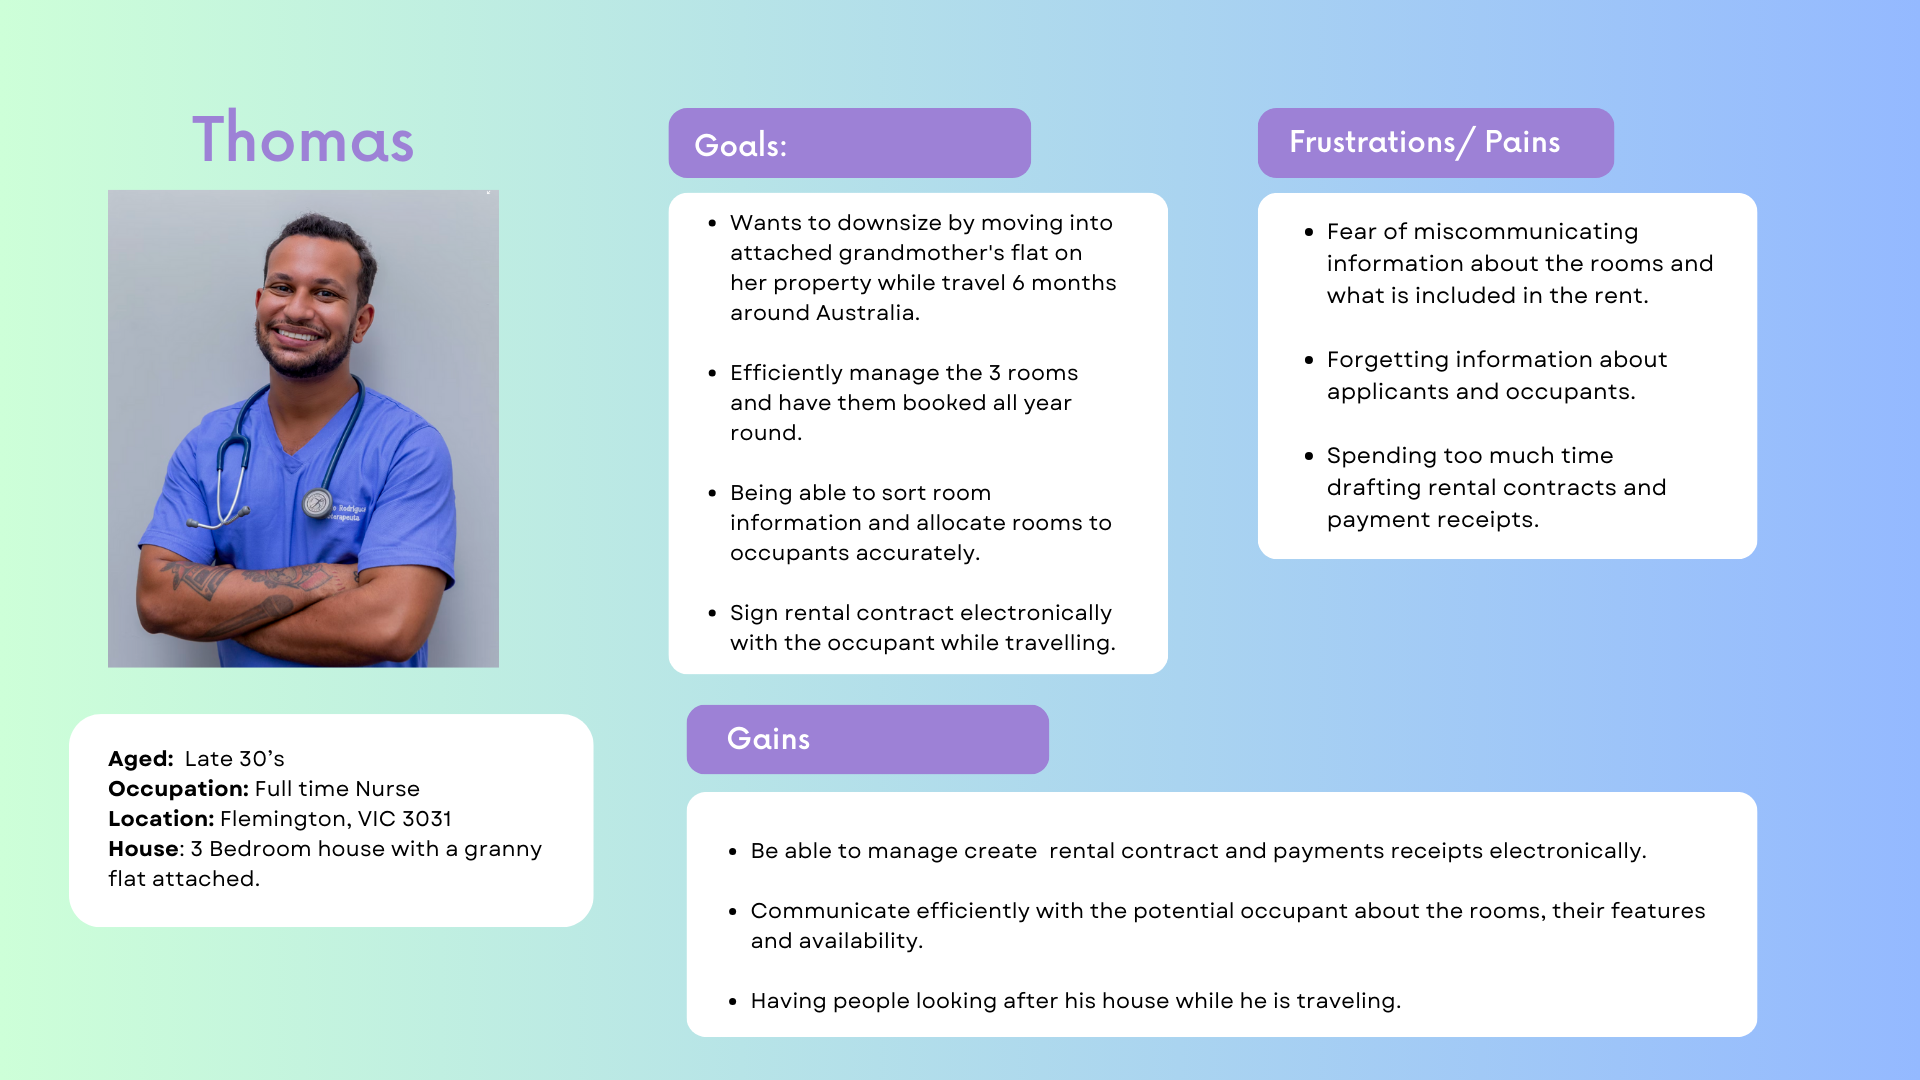 Thomas
o Rodrigue
oterapeuta
Aged: Late 30’s
Occupation: Full time Nurse
Location: Flemington, VIC 3031
House: 3 Bedroom house with a granny
flat attached.
Goals:
• Wants to downsize by moving into
attached grandmother's flat on
her property while travel 6 months
around Australia.
• Efficiently manage the 3 rooms
and have them booked all year
round.
• Being able to sort room
information and allocate rooms to
occupants accurately.
• Sign rental contract electronically
with the occupant while travelling.
Frustrations/ Pains
• Fear of miscommunicating
information about the rooms and
what is included in the rent.
• Forgetting information about
applicants and occupants.
• Spending too much time
drafting rental contracts and
payment receipts.
Gains
• Be able to manage create  rental contract and payments receipts electronically.
• Communicate efficiently with the potential occupant about the rooms, their features
and availability.
• Having people looking after his house while he is traveling.